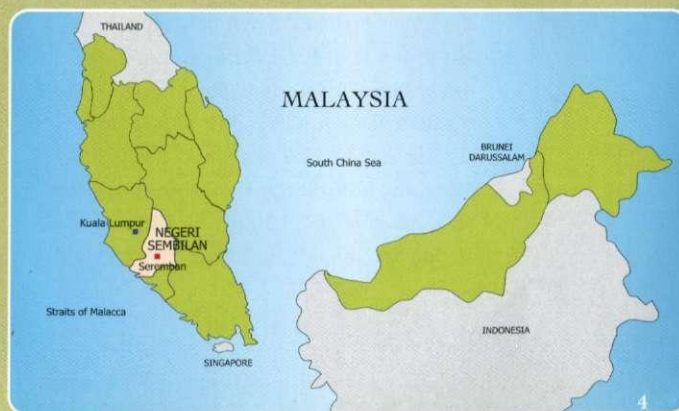 THAILAND
MALAYSIA
South China Sea
BRUNEI
DARUSSALAM
Kuala Lumpur
NEGERI
SEMBILAN
Seremban
Straits of Malacca
INDONESIA
SINGAPORE
4